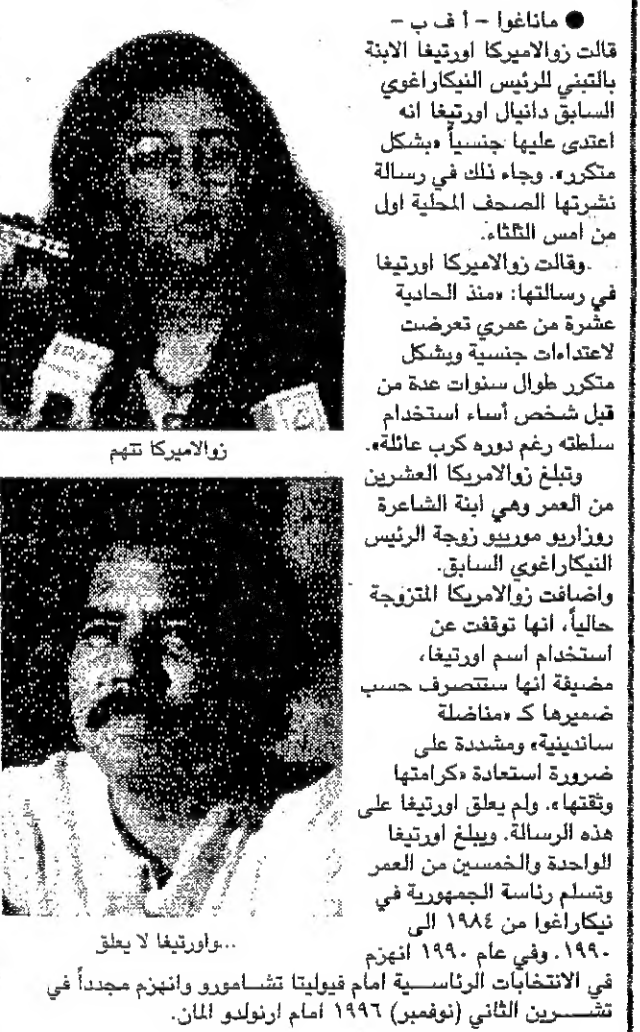 ● ماناغوا - أ ف ب -
قالت زوالاميركا اورتيغا الابنة
بالتبني للرئيس النيكاراغوي
السابق دانيال اورتيغا انه
اعتدى عليها جنسياً «بشكل
متكرر». وجاء ذلك في رسالة
نشرتها الصحف المحلية اول
من امس الثلثاء.
وقالت زوالاميركا اورتيغا
في رسالتها: «منذ الحادية
عشرة من عمري تعرضت
لاعتداءات جنسية وبشكل
متكرر طوال سنوات عدة من
قبل شخص أساء استخدام
سلطته رغم دوره كرب عائلة».
وتبلغ زوالامريكا العشرين
من العمر وهي ابنة الشاعرة
روزاريو مورييو زوجة الرئيس
النيكاراغوي السابق.
واضافت زوالامريكا المتزوجة
حالياً، انها توقفت عن
استخدام اسم اورتيغا،
مضيفة انها ستتصرف حسب
ضميرها كـ «مناضلة
ساندينية» ومشددة على
ضرورة استعادة «كرامتها
وثقتها». ولم يعلق اورتيغا على
هذه الرسالة. ويبلغ اورتيغا
الواحدة والخمسين من العمر
وتسلم رئاسة الجمهورية في
نيكاراغوا من ١٩٨٤ الى
١٩٩٠. وفي عام ١٩٩٠ انهزم
في الانتخابات الرئاسية امام فيوليتا تشامورو وانهزم مجدداً في
تشرين الثاني (نوفمبر) ١٩٩٦ امام ارنولدو المان.
زوالاميركا تتهم
...واورتيغا لا يعلق